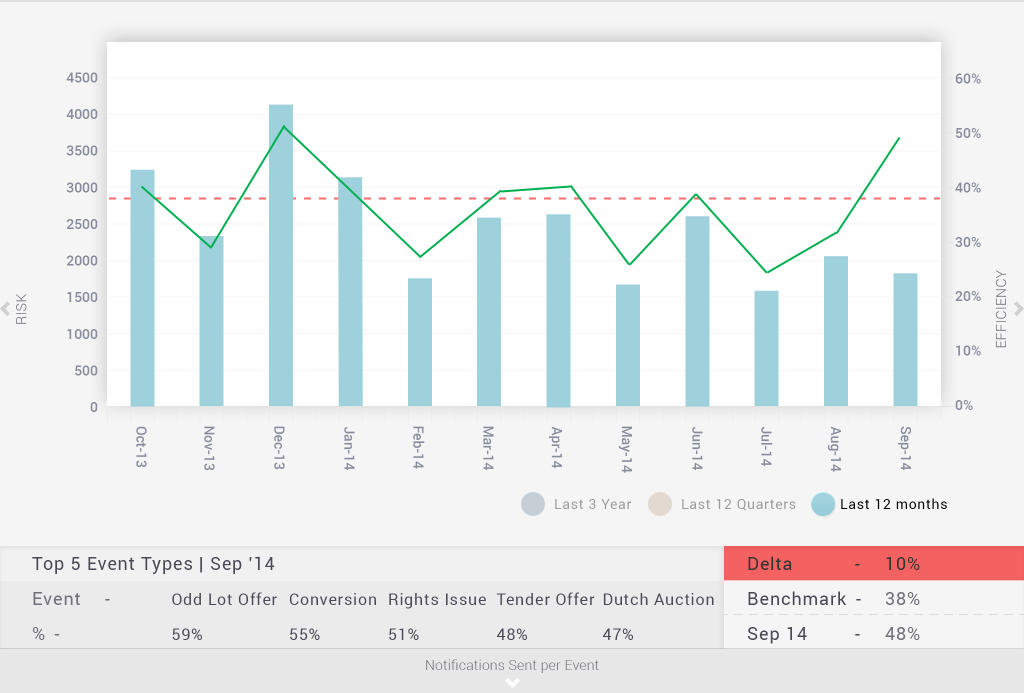 4500
4000
3500
3000
2500
2000
1500
1000
500
0
60%
50%
40%
30%
20%
10%
0%
RISK
EFFICIENCY
Oct-13
Nov-13
Dec-13
Jan-14
Feb-14
Mar-14
Apr-14
May-14
Jun-14
Jul-14
Aug-14
Sep-14
Last 3 Year Last 12 Quarters Last 12 months
Top 5 Event Types | Sep '14
Event - Odd Lot Offer Conversion Rights Issue Tender Offer Dutch Auction
% - 59% 55% 51% 48% 47%
Delta - 10%
Benchmark - 38%
Sep 14 - 48%
Notifications Sent per Event